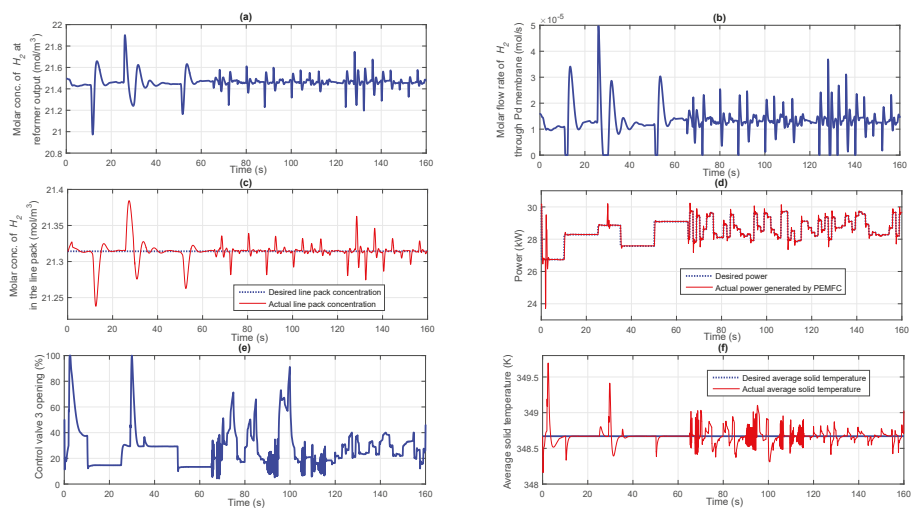 (a)
Molar conc. of H₂ at
reformer output (mol/m³)
22
21.8
21.6
21.4
21.2
21
20.8
0 20 40 60 80 100 120 140 160
Time (s)
(b)
Molar flow rate of H₂
through Pd membrane (mol/s)
×10⁻⁵
5
4
3
2
1
0
0 20 40 60 80 100 120 140 160
Time (s)
(c)
Molar conc. of H₂
in the line pack (mol/m³)
21.4
21.35
21.3
21.25
Desired line pack concentration
Actual line pack concentration
0 20 40 60 80 100 120 140 160
Time (s)
(d)
Power (kW)
30
28
26
24
Desired power
Actual power generated by PEMFC
0 20 40 60 80 100 120 140 160
Time (s)
(e)
Control valve 3 opening (%)
100
80
60
40
20
0
0 20 40 60 80 100 120 140 160
Time (s)
(f)
Average solid temperature (K)
349.5
349
348.5
348
Desired average solid temperature
Actual average solid temperature
0 20 40 60 80 100 120 140 160
Time (s)